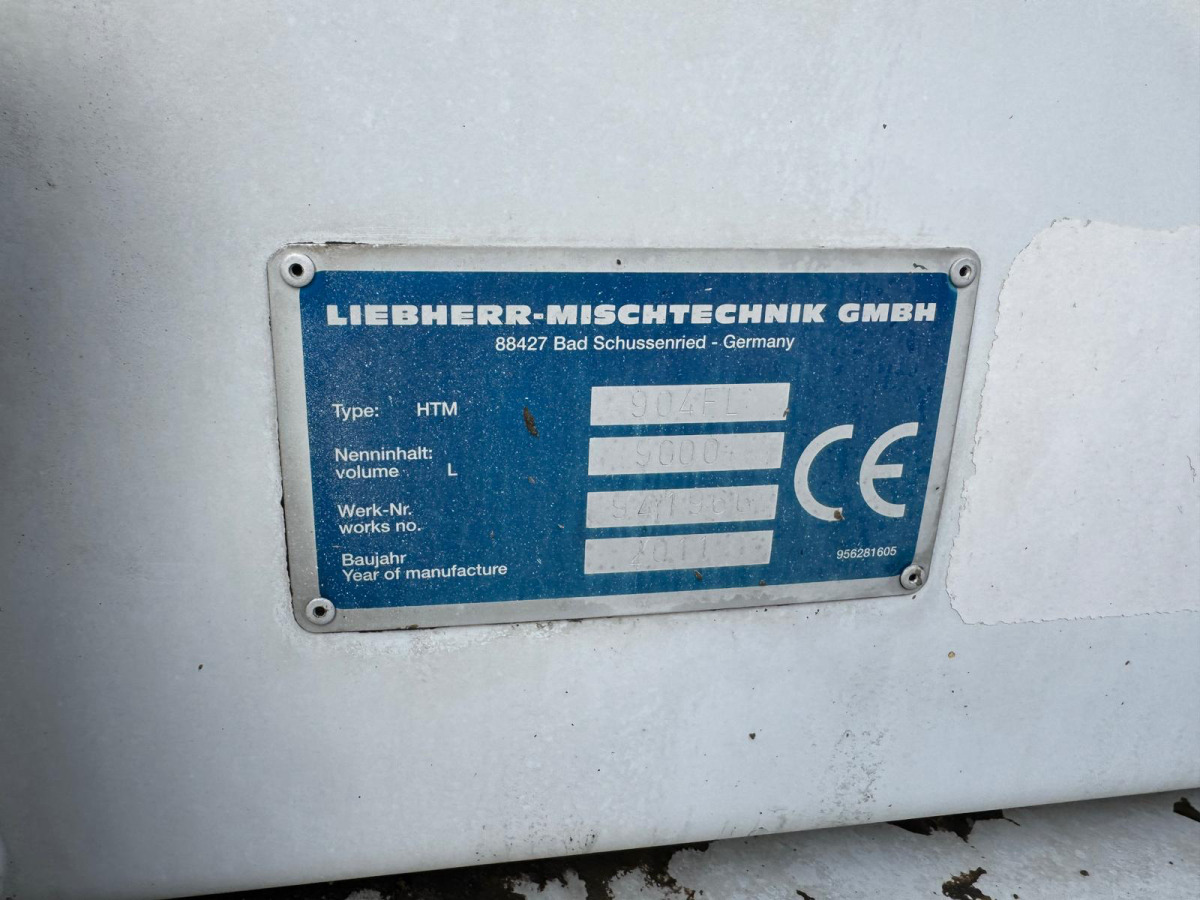 LIEBHERR-MISCHTECHNIK GMBH
88427 Bad Schussenried - Germany
Type: HTM 904FL
Nenninhalt:
volume L 9000
Werk-Nr.
works no.
Baujahr 2011
Year of manufacture
CE
956281605